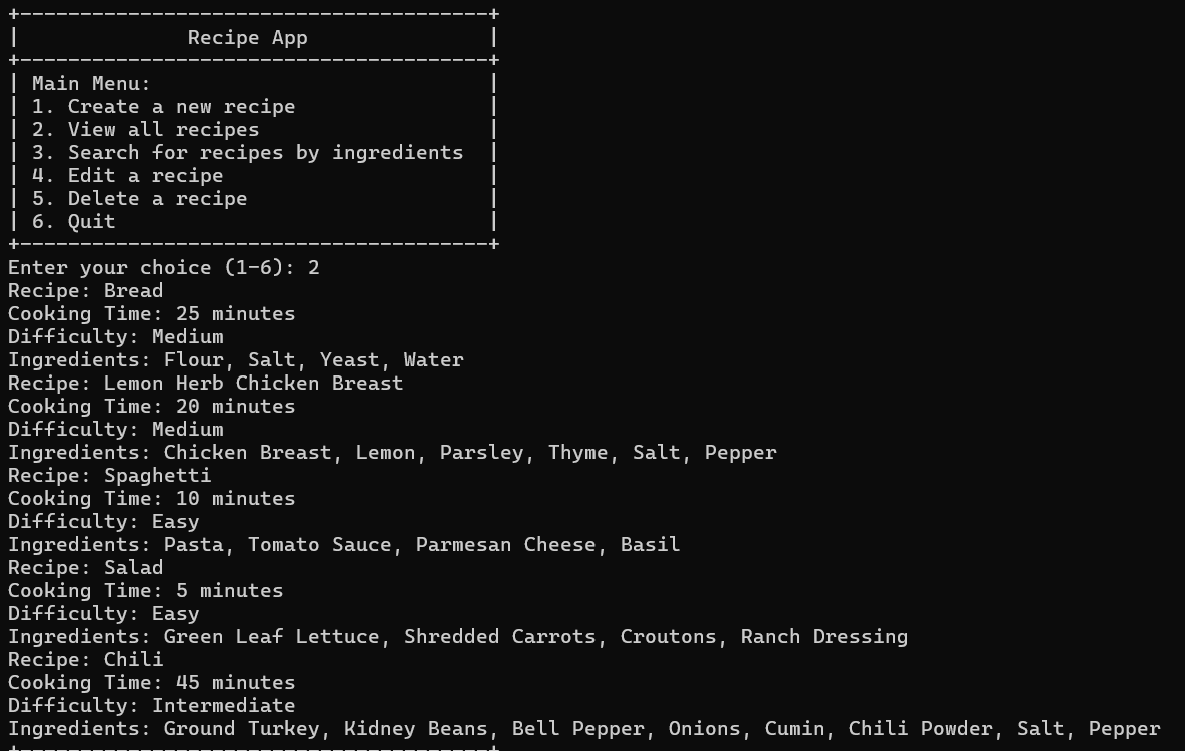 +---------------------------------------+
|              Recipe App               |
+---------------------------------------+
| Main Menu:                            |
| 1. Create a new recipe                |
| 2. View all recipes                   |
| 3. Search for recipes by ingredients  |
| 4. Edit a recipe                      |
| 5. Delete a recipe                    |
| 6. Quit                               |
+---------------------------------------+
Enter your choice (1-6): 2
Recipe: Bread
Cooking Time: 25 minutes
Difficulty: Medium
Ingredients: Flour, Salt, Yeast, Water
Recipe: Lemon Herb Chicken Breast
Cooking Time: 20 minutes
Difficulty: Medium
Ingredients: Chicken Breast, Lemon, Parsley, Thyme, Salt, Pepper
Recipe: Spaghetti
Cooking Time: 10 minutes
Difficulty: Easy
Ingredients: Pasta, Tomato Sauce, Parmesan Cheese, Basil
Recipe: Salad
Cooking Time: 5 minutes
Difficulty: Easy
Ingredients: Green Leaf Lettuce, Shredded Carrots, Croutons, Ranch Dressing
Recipe: Chili
Cooking Time: 45 minutes
Difficulty: Intermediate
Ingredients: Ground Turkey, Kidney Beans, Bell Pepper, Onions, Cumin, Chili Powder, Salt, Pepper
+---------------------------------------+